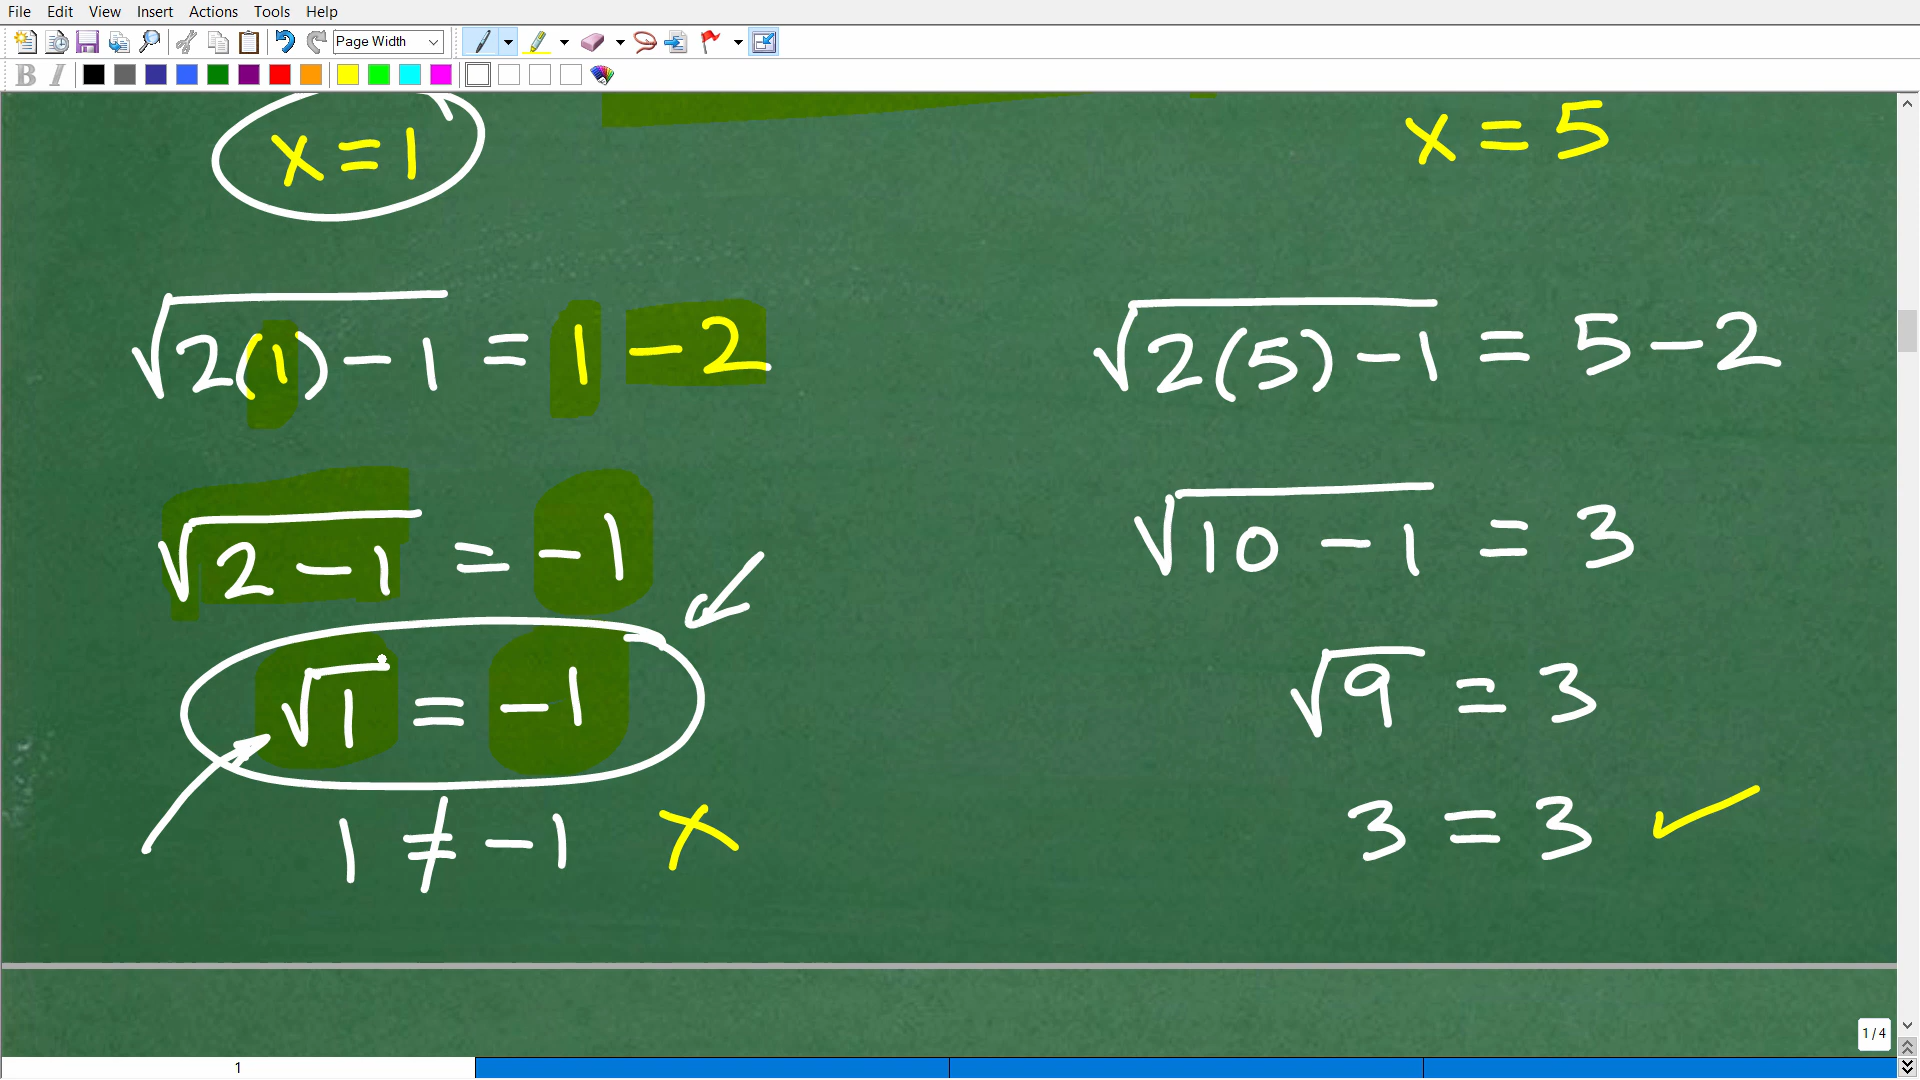 File Edit View Insert Actions Tools Help
Page Width
B I
x = 1
√2(1) - 1 = 1 - 2
√2 - 1 = -1
√1 = -1
1 ≠ -1 x
x = 5
√2(5) - 1 = 5 - 2
√10 - 1 = 3
√9 = 3
3 = 3 ✓
1 / 4
1